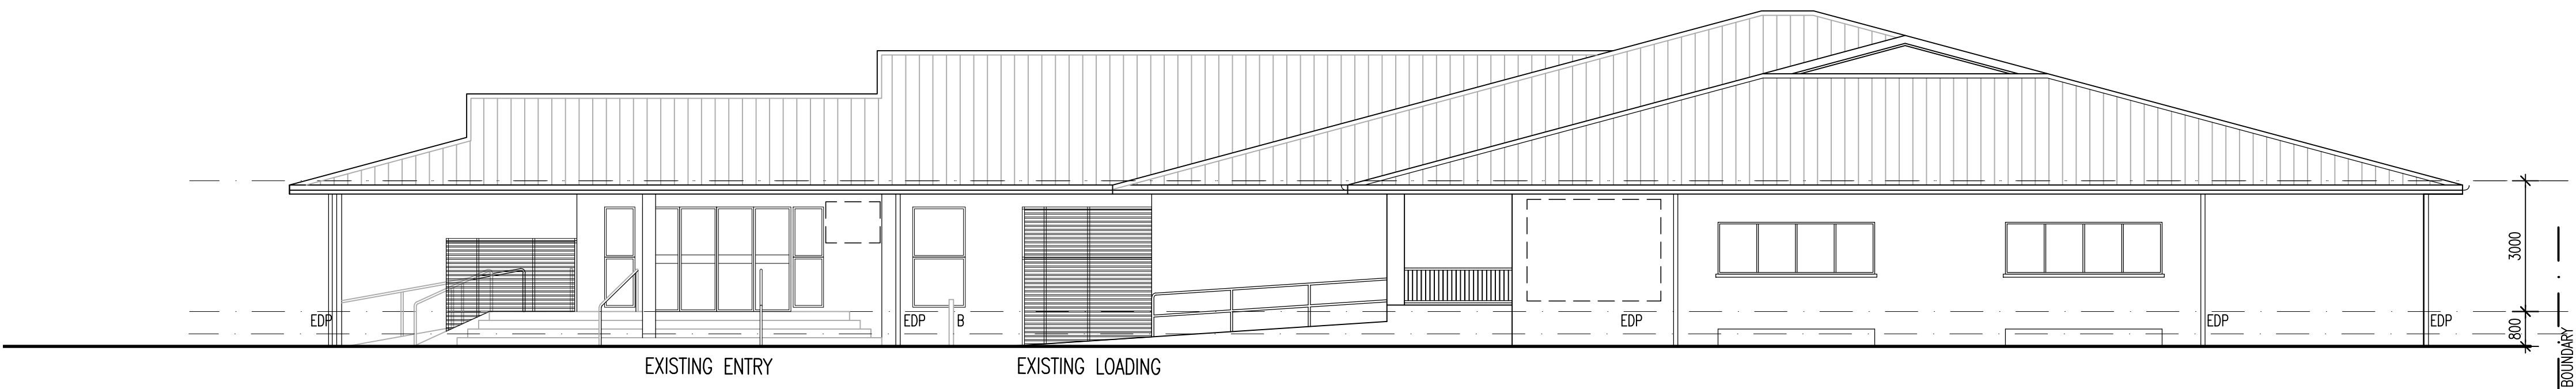 3000
EDP
EDP
B
EDP
EDP
EDP
800
BOUNDARY
EXISTING ENTRY
EXISTING LOADING